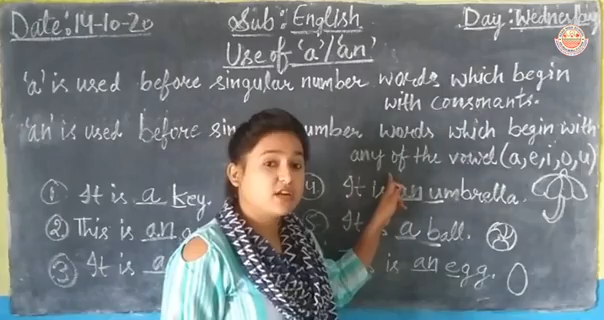 Date: 14-10-20
Sub: English
Day: Wednesday
Use of 'a'/'an'
'a' is used before singular number words which begin
with consonants.
'an' is used before number words which begin with
any of the vowel (a, e, i, o, u)
① It is a key.
② This is an
③ It is
④ It is an umbrella.
It is a ball.
is an egg.